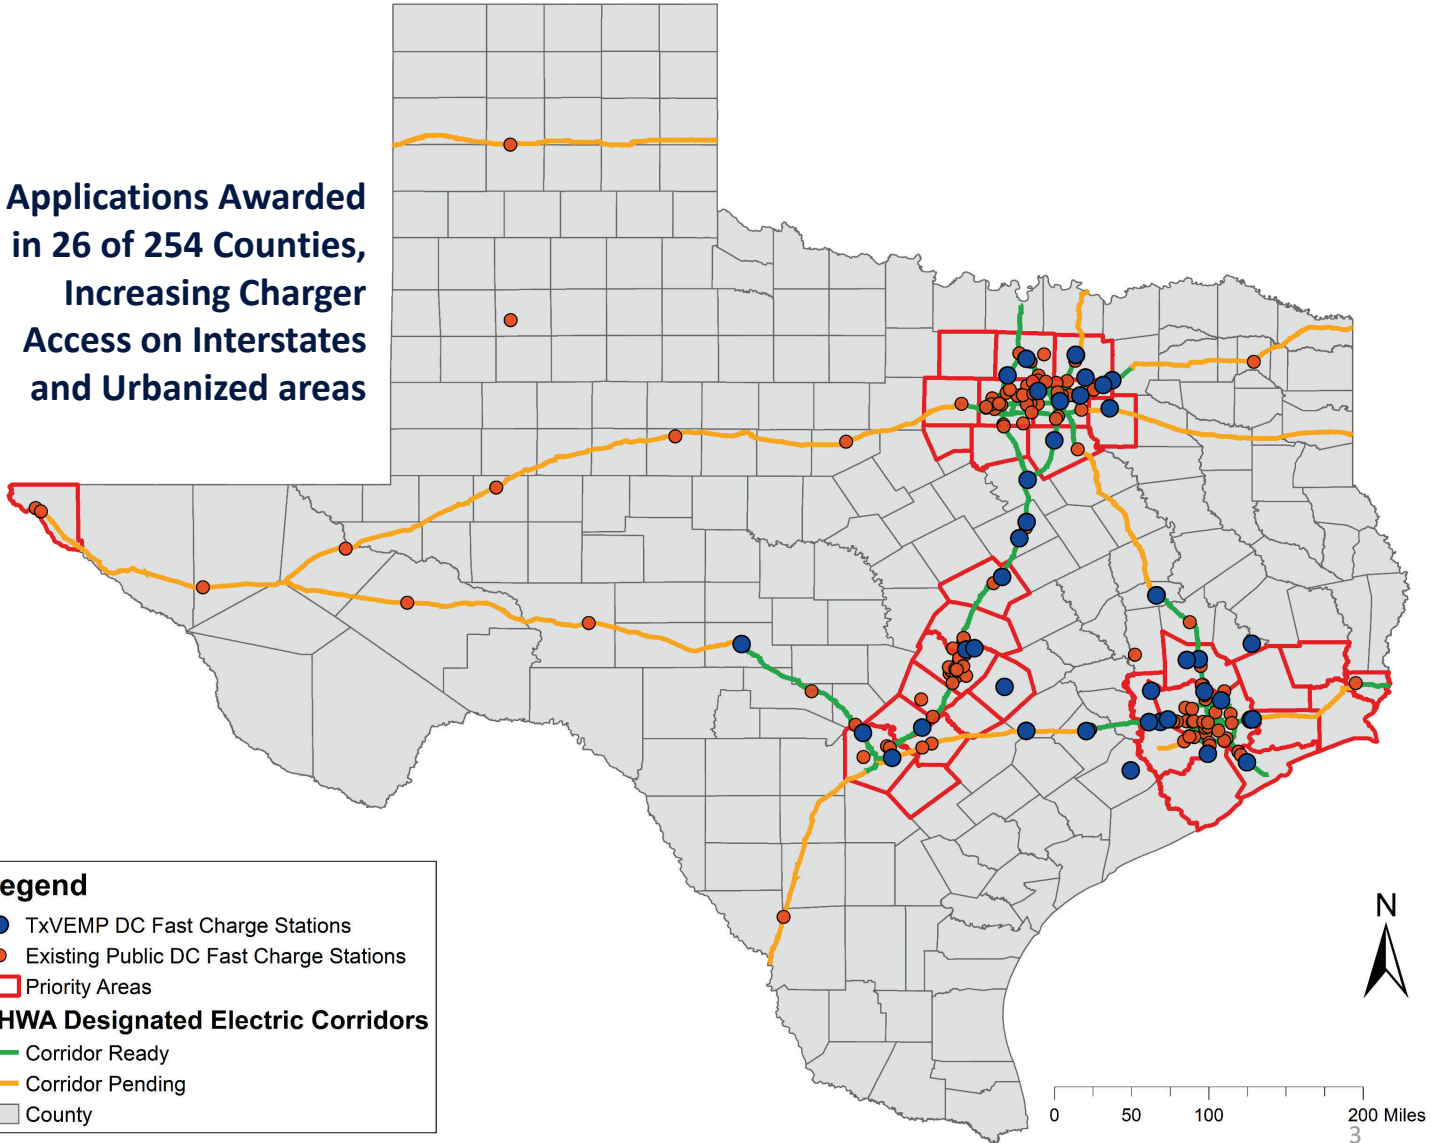 Applications Awarded
in 26 of 254 Counties,
Increasing Charger
Access on Interstates
and Urbanized areas
egend
TxVEMP DC Fast Charge Stations
Existing Public DC Fast Charge Stations
Priority Areas
HWA Designated Electric Corridors
Corridor Ready
Corridor Pending
County
N
0 50 100 200 Miles
3